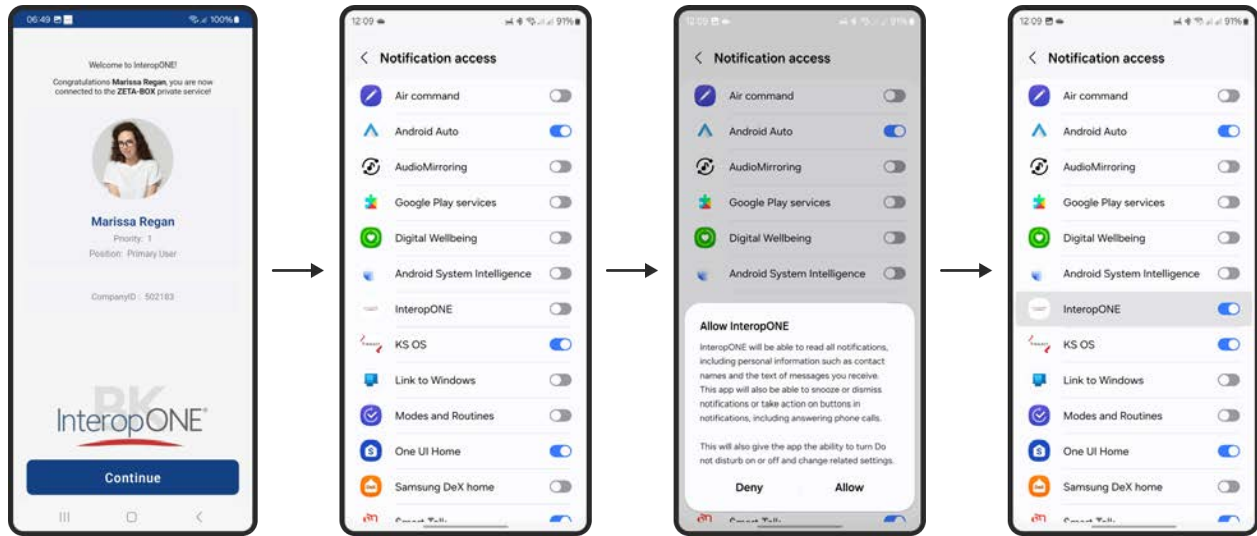 06:49
100%
Welcome to InteropONE!
Congratulations Marissa Regan, you are now
connected to the ZETA-BOX private service!
Marissa Regan
Priority: 1
Position: Primary User
CompanyID : 502183
InteropONE®
Continue
12:09
91%
Notification access
Air command
Android Auto
AudioMirroring
Google Play services
Digital Wellbeing
Android System Intelligence
InteropONE
KS OS
Link to Windows
Modes and Routines
One UI Home
Samsung DeX home
Smart Talk
12:09
91%
Notification access
Air command
Android Auto
AudioMirroring
Google Play services
Digital Wellbeing
Android System Intelligence
Allow InteropONE
InteropONE will be able to read all notifications,
including personal information such as contact
names and the text of messages you receive.
This app will also be able to snooze or dismiss
notifications or take action on buttons in
notifications, including answering phone calls.
This will also give the app the ability to turn Do
not disturb on or off and change related settings.
Deny
Allow
Smart Talk
12:09
91%
Notification access
Air command
Android Auto
AudioMirroring
Google Play services
Digital Wellbeing
Android System Intelligence
InteropONE
KS OS
Link to Windows
Modes and Routines
One UI Home
Samsung DeX home
Smart Talk